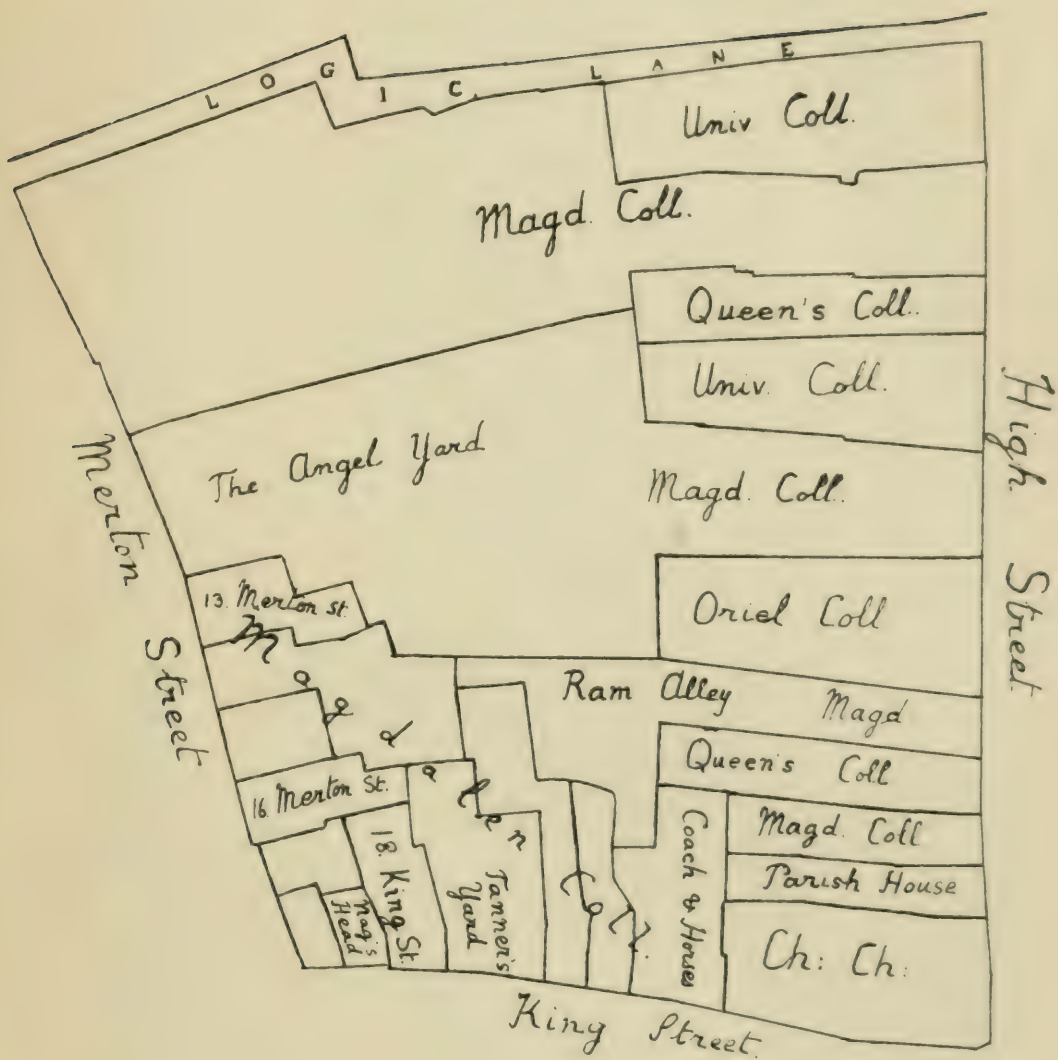 LOGIC LANE
Univ Coll.
Magd. Coll.
Queen's Coll.
Univ. Coll.
High Street
The Angel Yard
Magd. Coll.
Merton Street
13. Merton St.
Oriel Coll
Magdalen Coll.
Ram Alley
Magd
Queen's Coll
16. Merton St.
Coach & Horses
Magd. Coll
18. King St.
Tanner's Yard
Parish House
Nag's Head
Ch: Ch:
King Street.